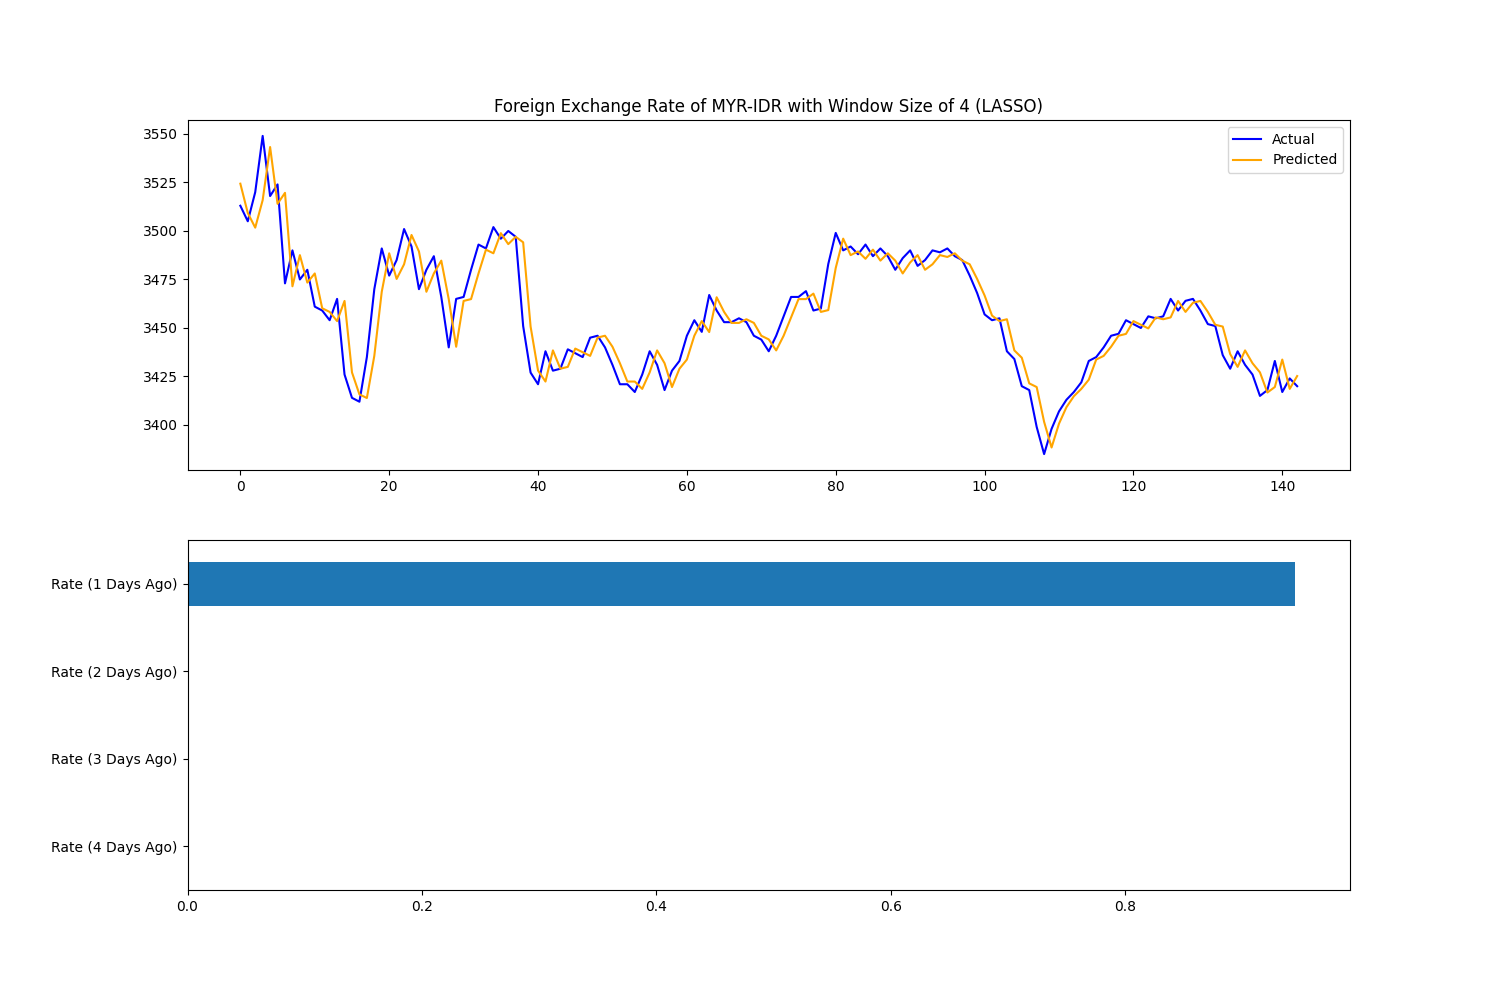 Foreign Exchange Rate of MYR-IDR with Window Size of 4 (LASSO)
Actual
Predicted
3550
3525
3500
3475
3450
3425
3400
0 20 40 60 80 100 120 140
Rate (1 Days Ago)
Rate (2 Days Ago)
Rate (3 Days Ago)
Rate (4 Days Ago)
0.0 0.2 0.4 0.6 0.8